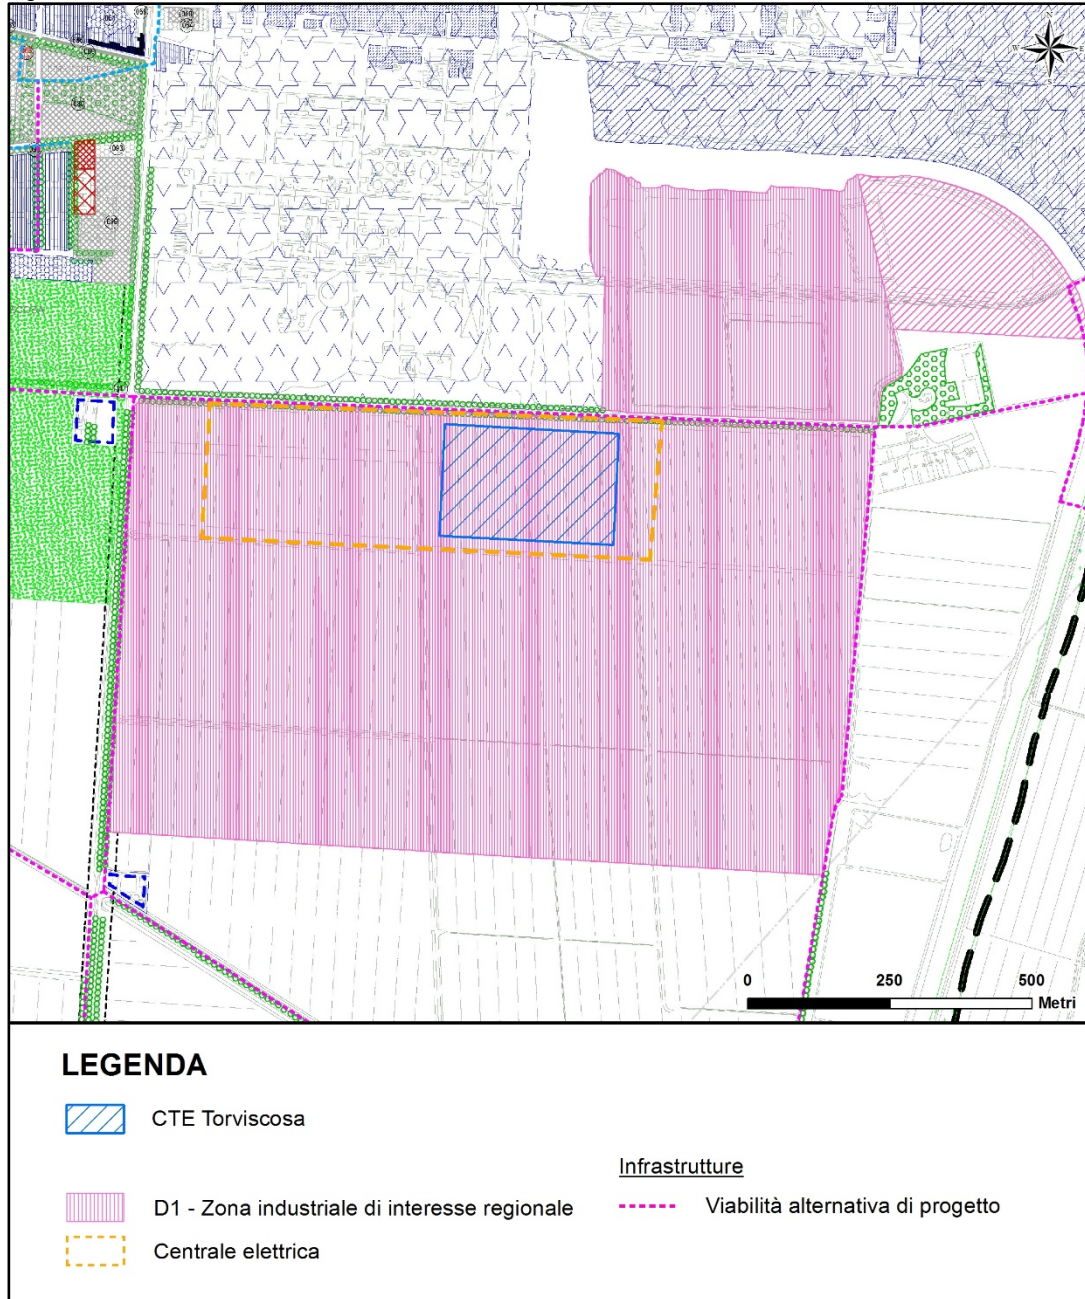 0 250 500
Metri
LEGENDA
CTE Torviscosa
D1 - Zona industriale di interesse regionale
Centrale elettrica
Infrastrutture
Viabilità alternativa di progetto